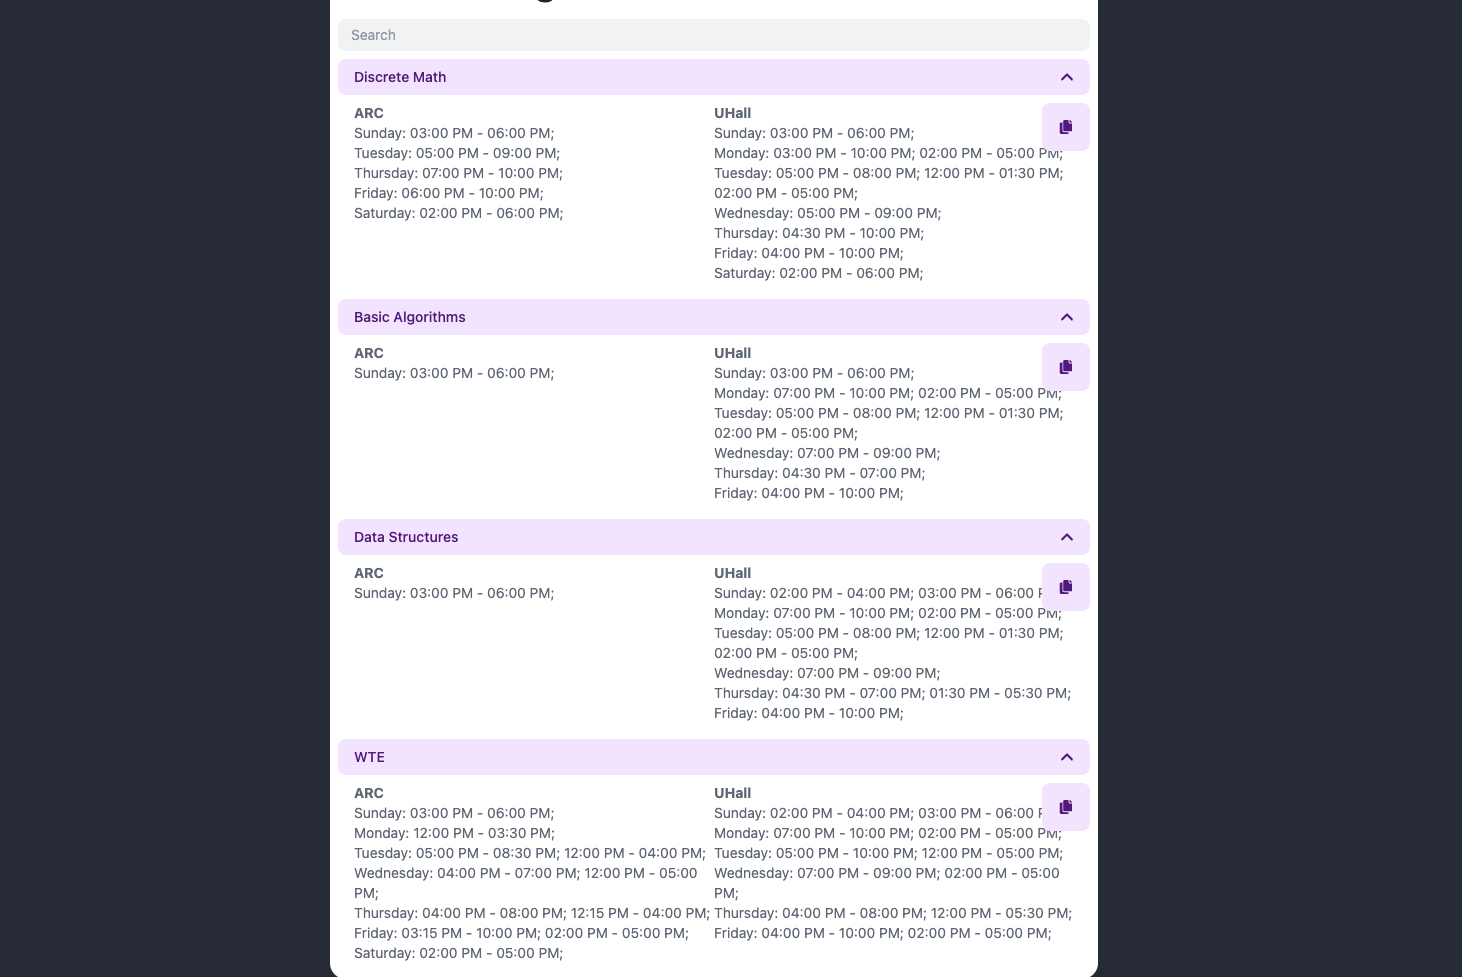 Search
Discrete Math
ARC
Sunday: 03:00 PM - 06:00 PM;
Tuesday: 05:00 PM - 09:00 PM;
Thursday: 07:00 PM - 10:00 PM;
Friday: 06:00 PM - 10:00 PM;
Saturday: 02:00 PM - 06:00 PM;
UHall
Sunday: 03:00 PM - 06:00 PM;
Monday: 03:00 PM - 10:00 PM; 02:00 PM - 05:00 PM;
Tuesday: 05:00 PM - 08:00 PM; 12:00 PM - 01:30 PM;
02:00 PM - 05:00 PM;
Wednesday: 05:00 PM - 09:00 PM;
Thursday: 04:30 PM - 10:00 PM;
Friday: 04:00 PM - 10:00 PM;
Saturday: 02:00 PM - 06:00 PM;
Basic Algorithms
ARC
Sunday: 03:00 PM - 06:00 PM;
UHall
Sunday: 03:00 PM - 06:00 PM;
Monday: 07:00 PM - 10:00 PM; 02:00 PM - 05:00 PM;
Tuesday: 05:00 PM - 08:00 PM; 12:00 PM - 01:30 PM;
02:00 PM - 05:00 PM;
Wednesday: 07:00 PM - 09:00 PM;
Thursday: 04:30 PM - 07:00 PM;
Friday: 04:00 PM - 10:00 PM;
Data Structures
ARC
Sunday: 03:00 PM - 06:00 PM;
UHall
Sunday: 02:00 PM - 04:00 PM; 03:00 PM - 06:00
Monday: 07:00 PM - 10:00 PM; 02:00 PM - 05:00 PM;
Tuesday: 05:00 PM - 08:00 PM; 12:00 PM - 01:30 PM;
02:00 PM - 05:00 PM;
Wednesday: 07:00 PM - 09:00 PM;
Thursday: 04:30 PM - 07:00 PM; 01:30 PM - 05:30 PM;
Friday: 04:00 PM - 10:00 PM;
WTE
ARC
Sunday: 03:00 PM - 06:00 PM;
Monday: 12:00 PM - 03:30 PM;
Tuesday: 05:00 PM - 08:30 PM; 12:00 PM - 04:00 PM;
Wednesday: 04:00 PM - 07:00 PM; 12:00 PM - 05:00
PM;
Thursday: 04:00 PM - 08:00 PM; 12:15 PM - 04:00 PM;
Friday: 03:15 PM - 10:00 PM; 02:00 PM - 05:00 PM;
Saturday: 02:00 PM - 05:00 PM;
UHall
Sunday: 02:00 PM - 04:00 PM; 03:00 PM - 06:00
Monday: 07:00 PM - 10:00 PM; 02:00 PM - 05:00 PM;
Tuesday: 05:00 PM - 10:00 PM; 12:00 PM - 05:00 PM;
Wednesday: 07:00 PM - 09:00 PM; 02:00 PM - 05:00
PM;
Thursday: 04:00 PM - 08:00 PM; 12:00 PM - 05:30 PM;
Friday: 04:00 PM - 10:00 PM; 02:00 PM - 05:00 PM;